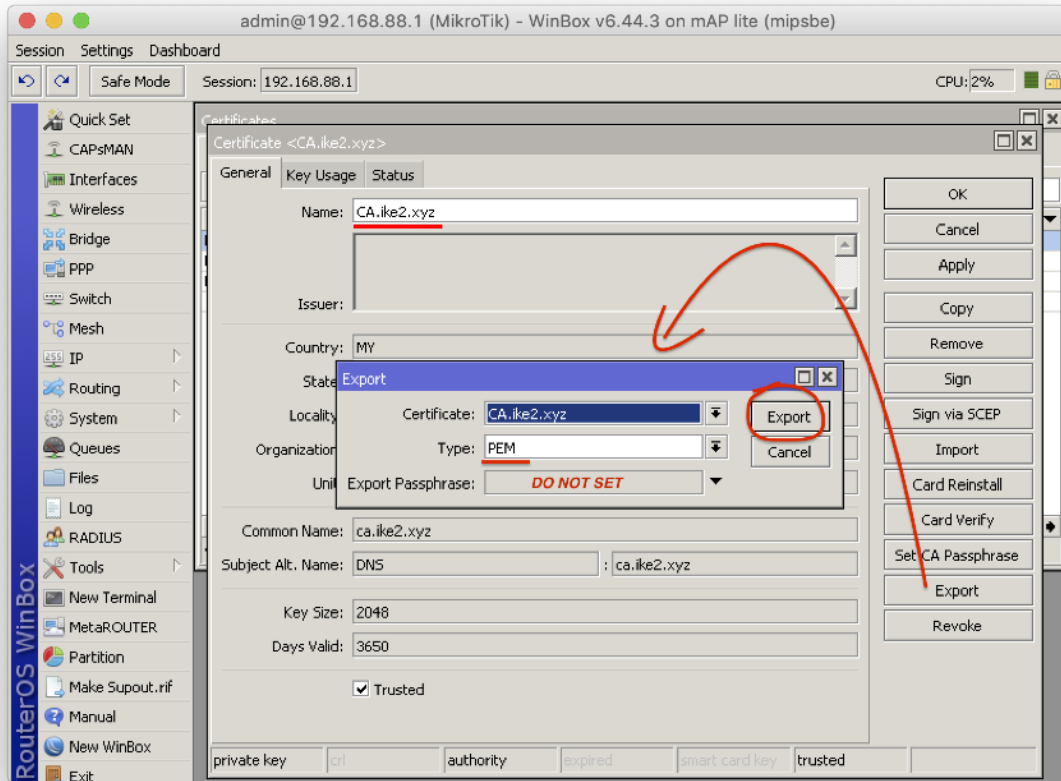 admin@192.168.88.1 (MikroTik) - WinBox v6.44.3 on mAP lite (mipsbe)
Session Settings Dashboard
Safe Mode Session: 192.168.88.1 CPU: 2%
Quick Set
CAPsMAN
Interfaces
Wireless
Bridge
PPP
Switch
Mesh
255 IP
Routing
System
Queues
Files
Log
RADIUS
Tools
New Terminal
MetaROUTER
Partition
Make Supout.rif
Manual
New WinBox
Exit
RouterOS WinBox
Certificates
Certificate <CA.ike2.xyz>
General Key Usage Status
Name: CA.ike2.xyz
Issuer:
Country: MY
State
Locality
Organization
Unit
Common Name: ca.ike2.xyz
Subject Alt. Name: DNS : ca.ike2.xyz
Key Size: 2048
Days Valid: 3650
Trusted
private key crl authority expired smart card key trusted
Export
Certificate: CA.ike2.xyz
Type: PEM
Export Passphrase: DO NOT SET
Export
Cancel
OK
Cancel
Apply
Copy
Remove
Sign
Sign via SCEP
Import
Card Reinstall
Card Verify
Set CA Passphrase
Export
Revoke